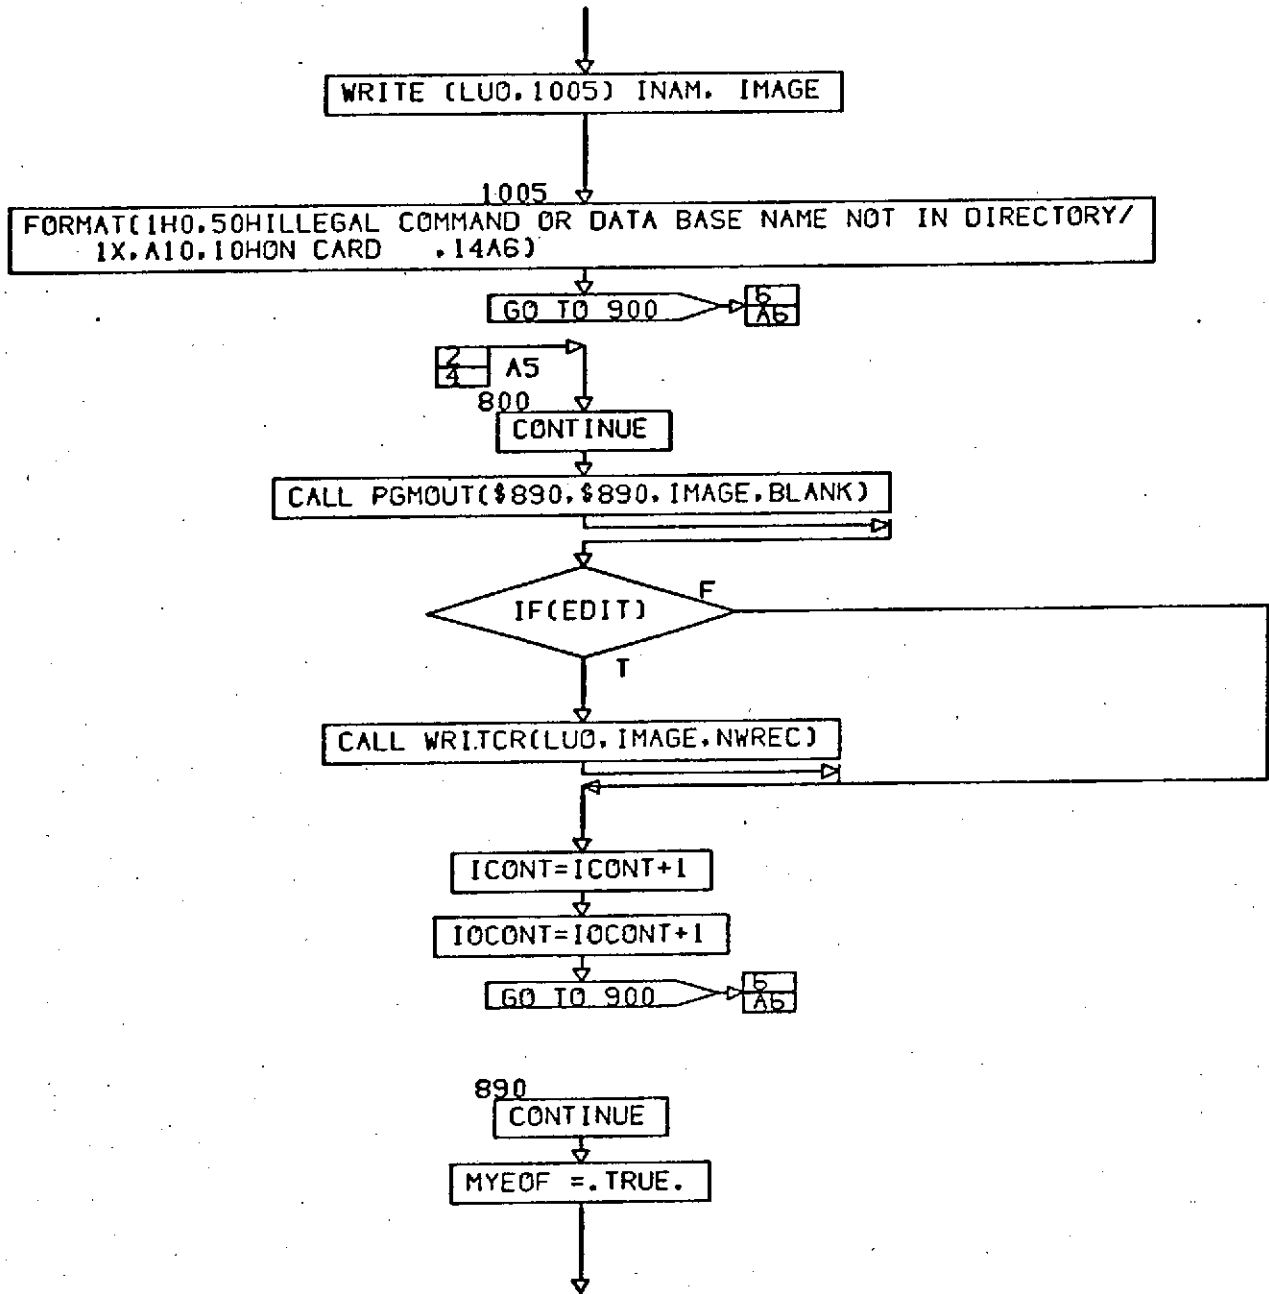 WRITE (LUO.1005) INAM. IMAGE
1005
FORMAT(1H0.50HILLEGAL COMMAND OR DATA BASE NAME NOT IN DIRECTORY/
1X.A10.10HON CARD .14A6)
GO TO 900
6
A6
2
4
A5
800
CONTINUE
CALL PGMOUT($890.$890.IMAGE.BLANK)
IF(EDIT)
F
T
CALL WRITCR(LUO.IMAGE.NWREC)
ICONT=ICONT+1
IOCONT=IOCONT+1
GO TO 900
6
A6
890
CONTINUE
MYEOF =.TRUE.